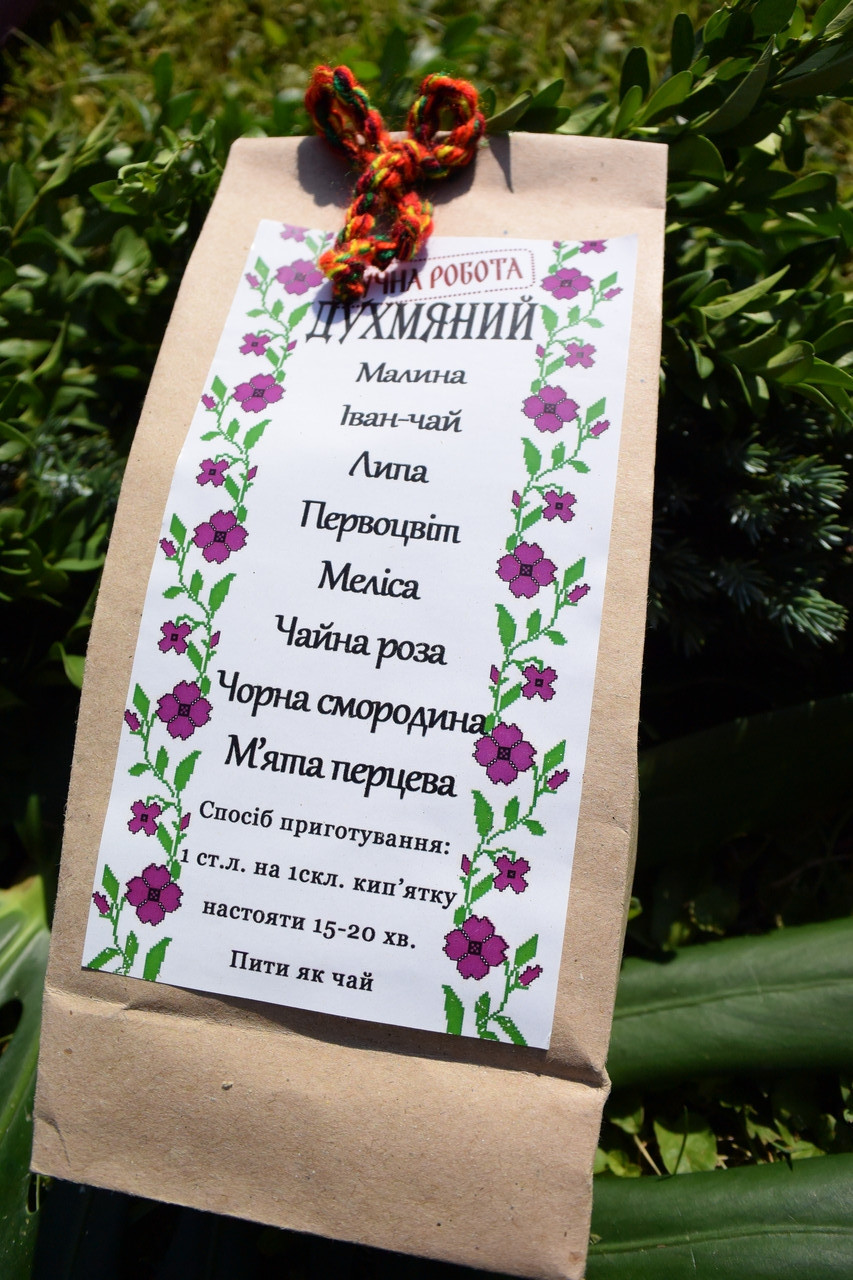 РОБОТА
ДУХМЯНИЙ
Малина
Іван-чай
Липа
Первоцвіт
Меліса
Чайна роза
Чорна смородина
М'ята перцева
Спосіб приготування:
1 ст.л. на 1скл. кип'ятку
настояти 15-20 хв.
Пити як чай